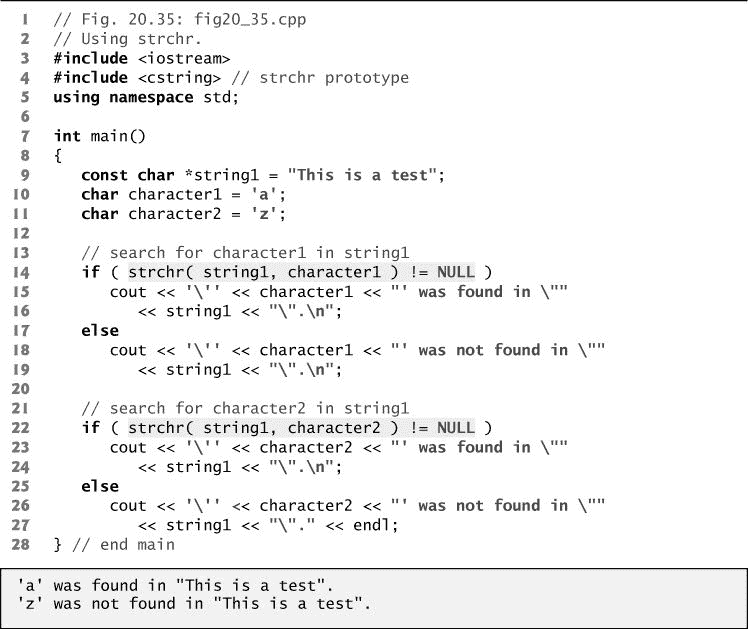 1 // Fig. 20.35: fig20_35.cpp
2 // Using strchr.
3 #include <iostream>
4 #include <cstring> // strchr prototype
5 using namespace std;
6
7 int main()
8 {
9    const char *string1 = "This is a test";
10    char character1 = 'a';
11    char character2 = 'z';
12
13    // search for character1 in string1
14    if ( strchr( string1, character1 ) != NULL )
15       cout << '\'' << character1 << "' was found in \""
16          << string1 << "\".\n";
17    else
18       cout << '\'' << character1 << "' was not found in \""
19          << string1 << "\".\n";
20
21    // search for character2 in string1
22    if ( strchr( string1, character2 ) != NULL )
23       cout << '\'' << character2 << "' was found in \""
24          << string1 << "\".\n";
25    else
26       cout << '\'' << character2 << "' was not found in \""
27          << string1 << "\"." << endl;
28 } // end main
'a' was found in "This is a test".
'z' was not found in "This is a test".